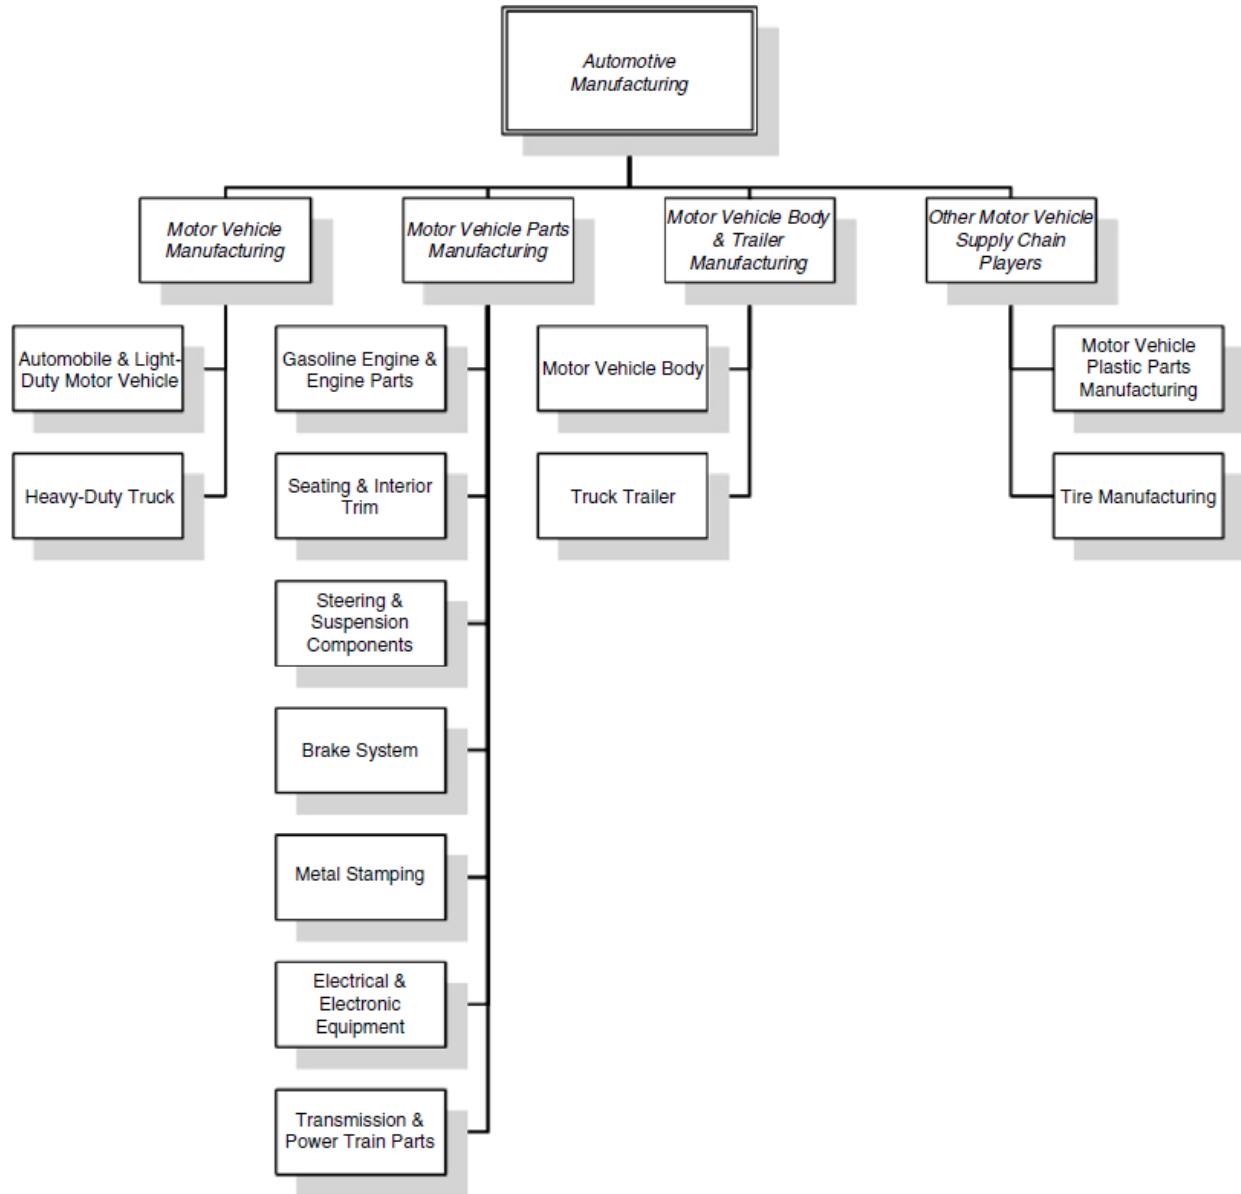 Automotive
Manufacturing
Motor Vehicle
Manufacturing
Motor Vehicle Parts
Manufacturing
Motor Vehicle Body
& Trailer
Manufacturing
Other Motor Vehicle
Supply Chain
Players
Automobile & Light-
Duty Motor Vehicle
Heavy-Duty Truck
Gasoline Engine &
Engine Parts
Seating & Interior
Trim
Steering &
Suspension
Components
Brake System
Metal Stamping
Electrical &
Electronic
Equipment
Transmission &
Power Train Parts
Motor Vehicle Body
Truck Trailer
Motor Vehicle
Plastic Parts
Manufacturing
Tire Manufacturing